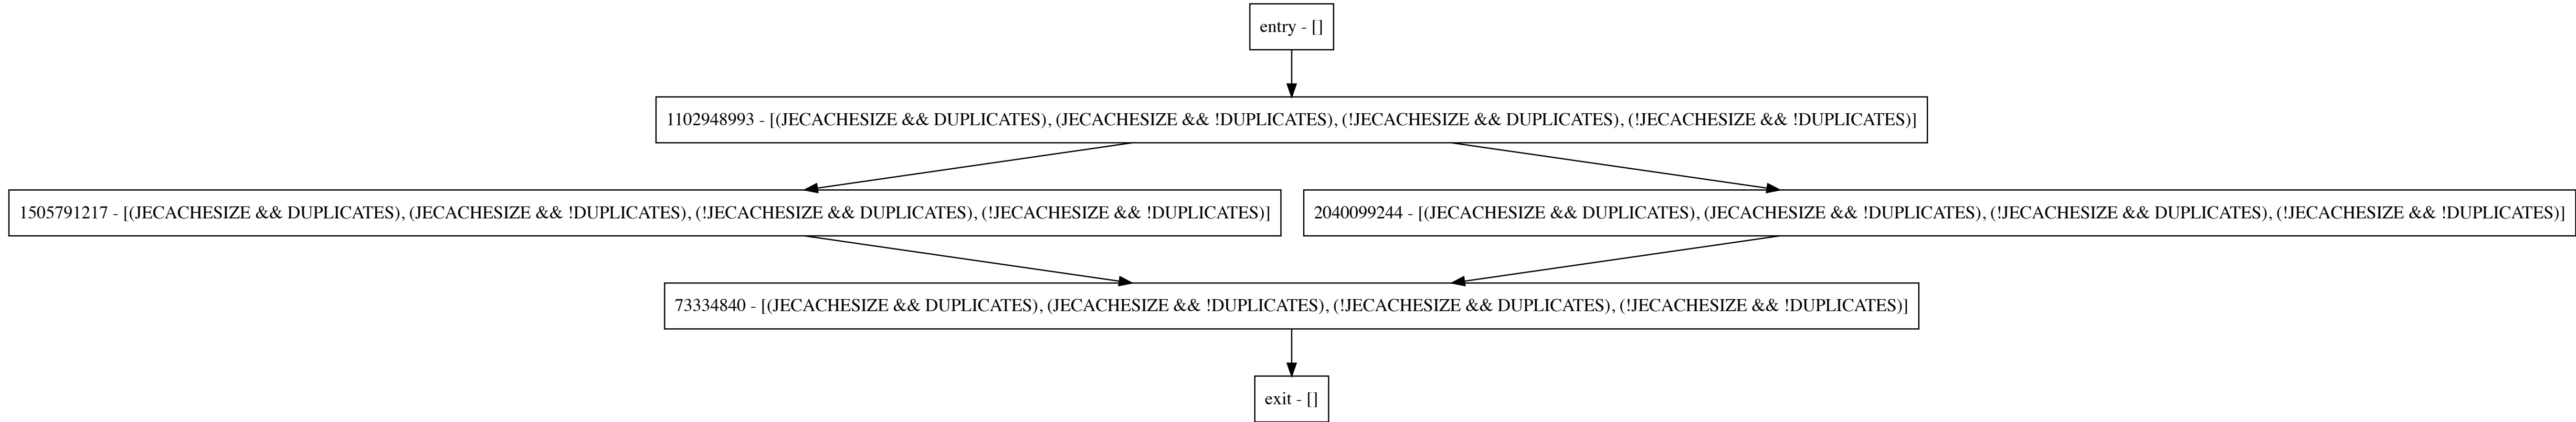 entry - []
1102948993 - [(JECACHESIZE && DUPLICATES), (JECACHESIZE && !DUPLICATES), (!JECACHESIZE && DUPLICATES), (!JECACHESIZE && !DUPLICATES)]
1505791217 - [(JECACHESIZE && DUPLICATES), (JECACHESIZE && !DUPLICATES), (!JECACHESIZE && DUPLICATES), (!JECACHESIZE && !DUPLICATES)]
2040099244 - [(JECACHESIZE && DUPLICATES), (JECACHESIZE && !DUPLICATES), (!JECACHESIZE && DUPLICATES), (!JECACHESIZE && !DUPLICATES)]
73334840 - [(JECACHESIZE && DUPLICATES), (JECACHESIZE && !DUPLICATES), (!JECACHESIZE && DUPLICATES), (!JECACHESIZE && !DUPLICATES)]
exit - []